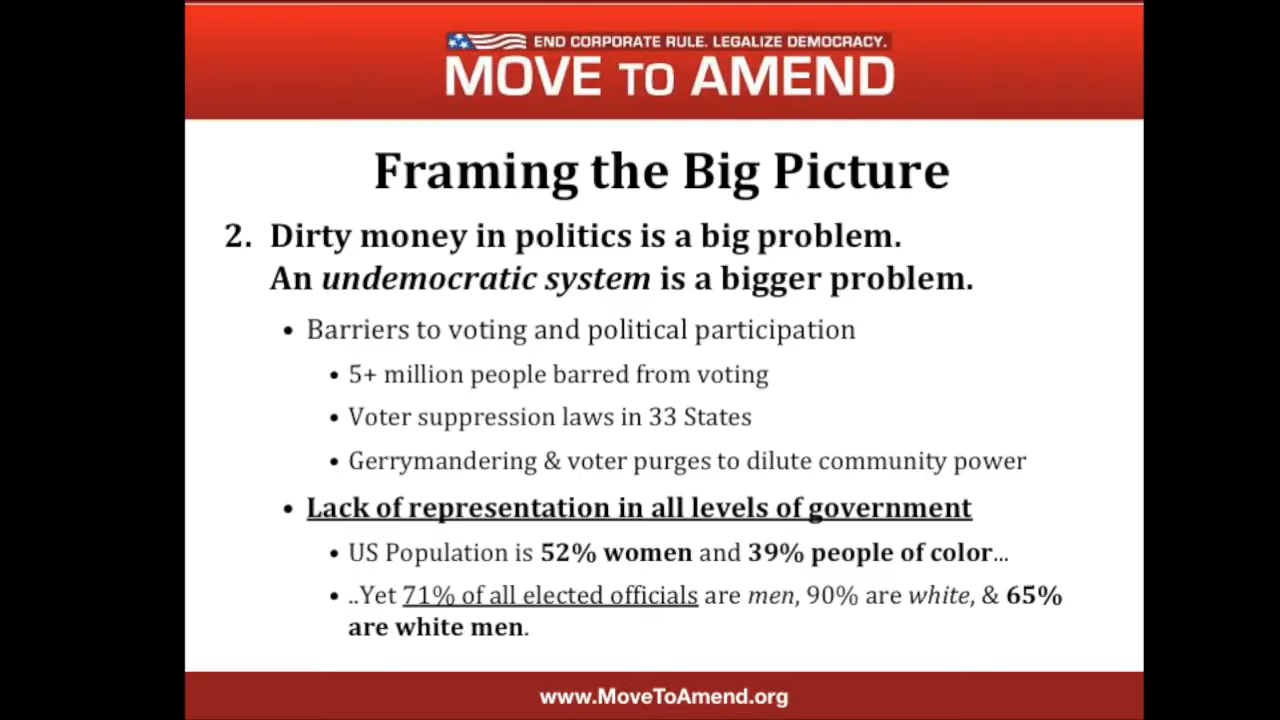 END CORPORATE RULE. LEGALIZE DEMOCRACY.
MOVE TO AMEND
Framing the Big Picture
2. Dirty money in politics is a big problem.
An undemocratic system is a bigger problem.
• Barriers to voting and political participation
• 5+ million people barred from voting
• Voter suppression laws in 33 States
• Gerrymandering & voter purges to dilute community power
• Lack of representation in all levels of government
• US Population is 52% women and 39% people of color...
• ..Yet 71% of all elected officials are men, 90% are white, & 65%
are white men.
www.MoveToAmend.org